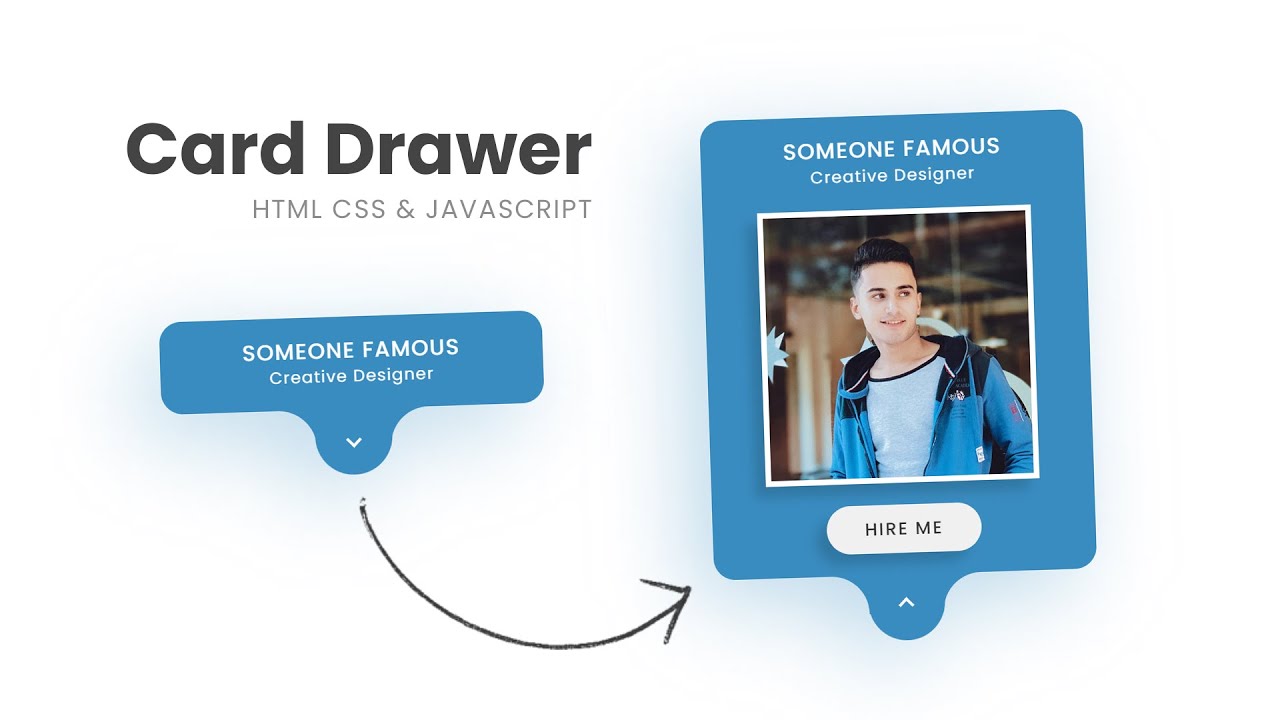 Card Drawer
HTML CSS & JAVASCRIPT
SOMEONE FAMOUS
Creative Designer
SOMEONE FAMOUS
Creative Designer
HIRE ME